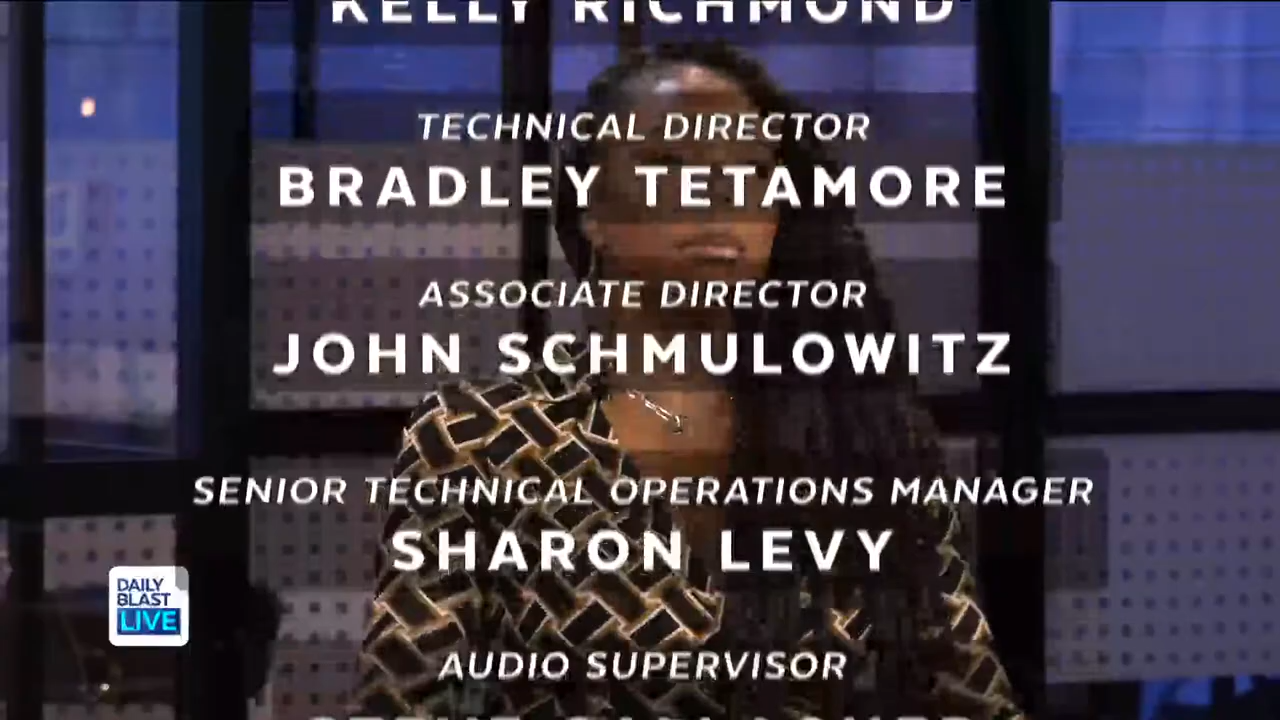 KELLY RICHMOND
TECHNICAL DIRECTOR
BRADLEY TETAMORE
ASSOCIATE DIRECTOR
JOHN SCHMULOWITZ
SENIOR TECHNICAL OPERATIONS MANAGER
SHARON LEVY
DAILY
BLAST
LIVE
AUDIO SUPERVISOR